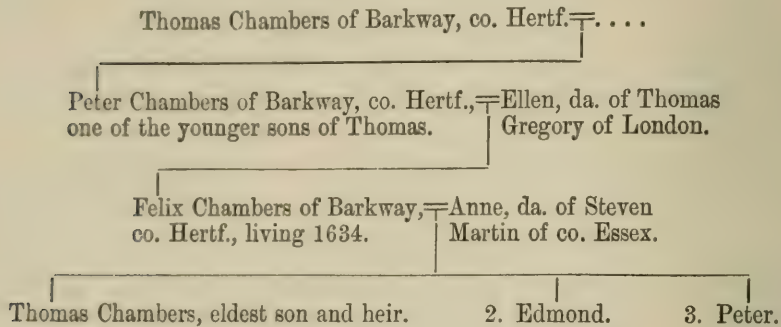 Thomas Chambers of Barkway, co. Hertf.=. . . .
Peter Chambers of Barkway, co. Hertf.,=Ellen, da. of Thomas
one of the younger sons of Thomas. Gregory of London.
Felix Chambers of Barkway,=Anne, da. of Steven
co. Hertf., living 1634. Martin of co. Essex.
Thomas Chambers, eldest son and heir. 2. Edmond. 3. Peter.